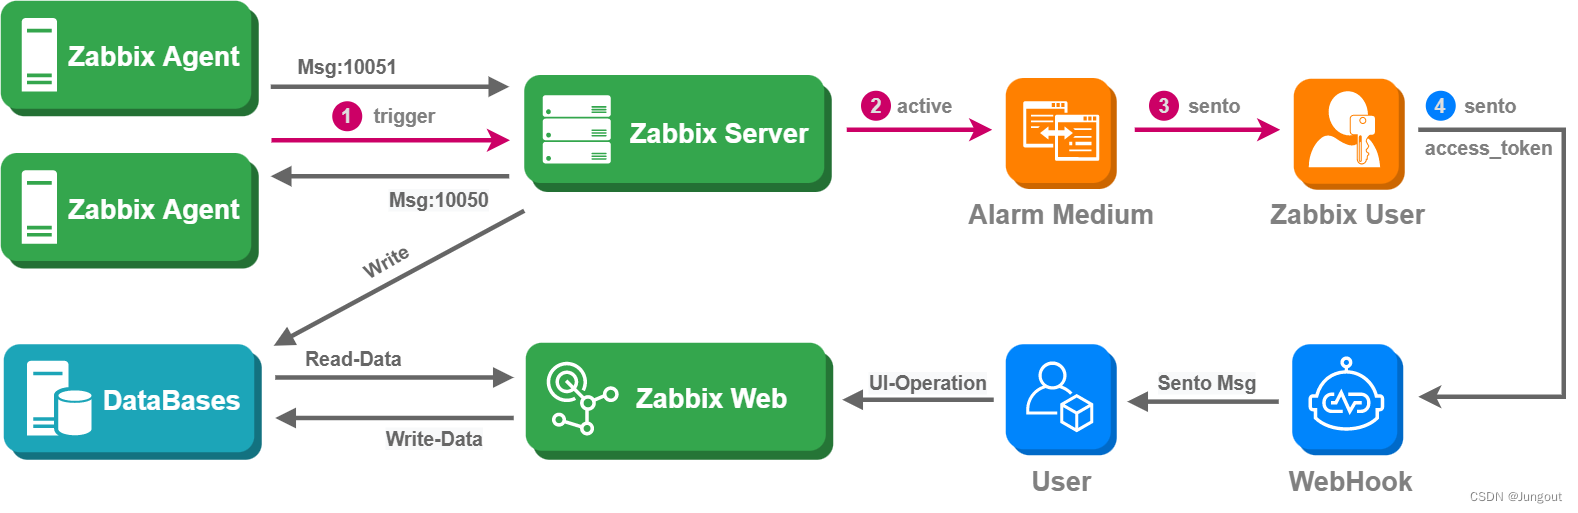 Zabbix Agent
Msg:10051
1 trigger
Zabbix Server
2 active
3 sento
4 sento
access_token
Zabbix Agent
Msg:10050
Alarm Medium
Zabbix User
Write
DataBases
Read-Data
Write-Data
Zabbix Web
UI-Operation
Sento Msg
User
WebHook
CSDN @Jungout